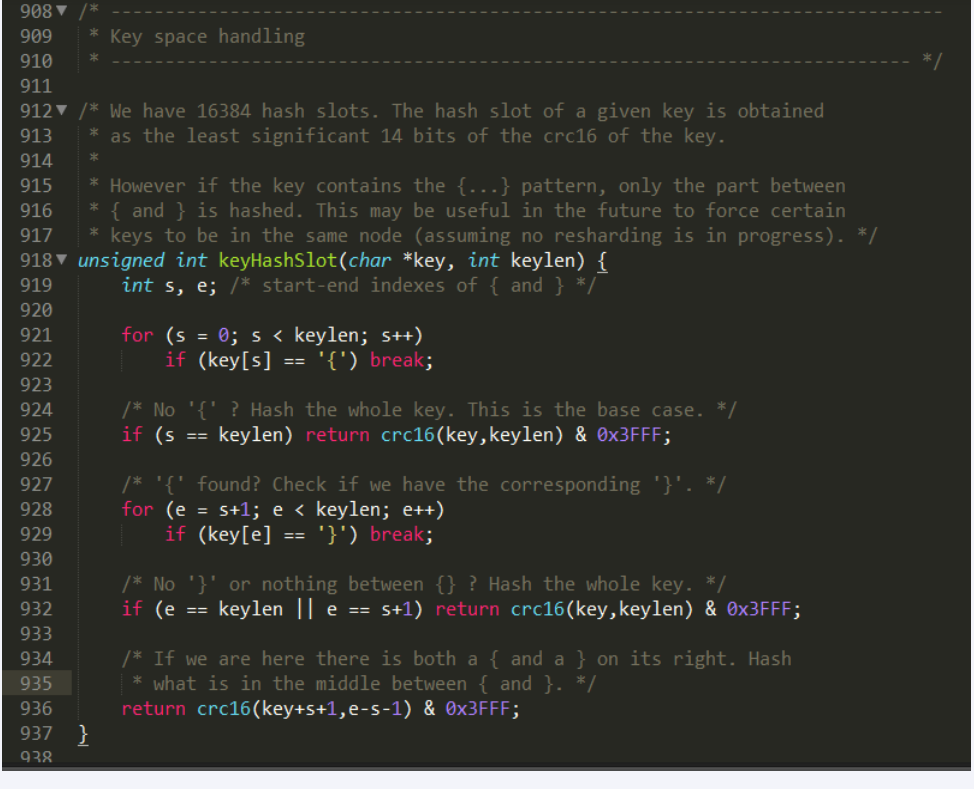 908 /* -----------------------------------------------------------------------------
909  * Key space handling
910  * -------------------------------------------------------------------------- */
911
912 /* We have 16384 hash slots. The hash slot of a given key is obtained
913  * as the least significant 14 bits of the crc16 of the key.
914  *
915  * However if the key contains the {...} pattern, only the part between
916  * { and } is hashed. This may be useful in the future to force certain
917  * keys to be in the same node (assuming no resharding is in progress). */
918 unsigned int keyHashSlot(char *key, int keylen) {
919     int s, e; /* start-end indexes of { and } */
920
921     for (s = 0; s < keylen; s++)
922         if (key[s] == '{') break;
923
924     /* No '{' ? Hash the whole key. This is the base case. */
925     if (s == keylen) return crc16(key,keylen) & 0x3FFF;
926
927     /* '{' found? Check if we have the corresponding '}'. */
928     for (e = s+1; e < keylen; e++)
929         if (key[e] == '}') break;
930
931     /* No '}' or nothing between {} ? Hash the whole key. */
932     if (e == keylen || e == s+1) return crc16(key,keylen) & 0x3FFF;
933
934     /* If we are here there is both a { and a } on its right. Hash
935      * what is in the middle between { and }. */
936     return crc16(key+s+1,e-s-1) & 0x3FFF;
937 }
938